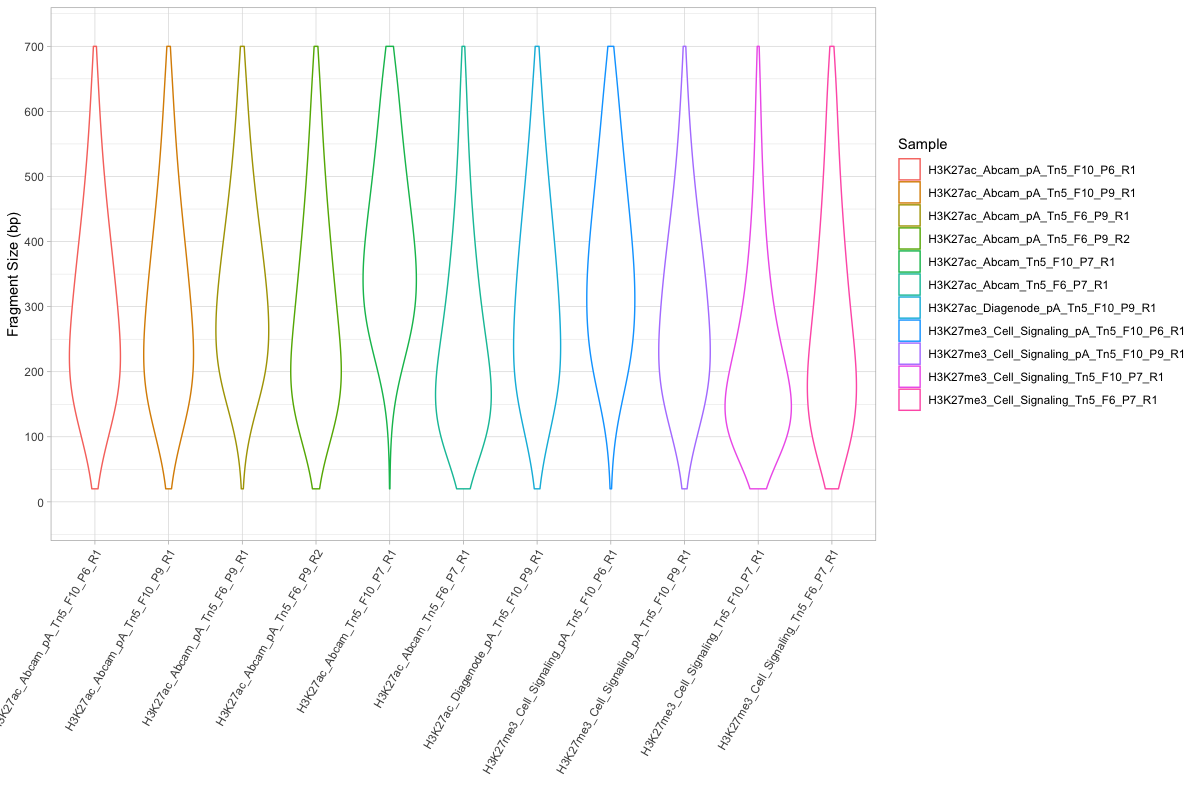 700
600
500
400
300
200
100
0
Fragment Size (bp)
H3K27ac_Abcam_pA_Tn5_F10_P6_R1
H3K27ac_Abcam_pA_Tn5_F10_P9_R1
H3K27ac_Abcam_pA_Tn5_F6_P9_R1
H3K27ac_Abcam_pA_Tn5_F6_P9_R2
H3K27ac_Abcam_Tn5_F10_P7_R1
H3K27ac_Abcam_Tn5_F6_P7_R1
H3K27ac_Diagenode_pA_Tn5_F10_P9_R1
H3K27me3_Cell_Signaling_pA_Tn5_F10_P6_R1
H3K27me3_Cell_Signaling_pA_Tn5_F10_P9_R1
H3K27me3_Cell_Signaling_Tn5_F10_P7_R1
H3K27me3_Cell_Signaling_Tn5_F6_P7_R1
Sample
H3K27ac_Abcam_pA_Tn5_F10_P6_R1
H3K27ac_Abcam_pA_Tn5_F10_P9_R1
H3K27ac_Abcam_pA_Tn5_F6_P9_R1
H3K27ac_Abcam_pA_Tn5_F6_P9_R2
H3K27ac_Abcam_Tn5_F10_P7_R1
H3K27ac_Abcam_Tn5_F6_P7_R1
H3K27ac_Diagenode_pA_Tn5_F10_P9_R1
H3K27me3_Cell_Signaling_pA_Tn5_F10_P6_R1
H3K27me3_Cell_Signaling_pA_Tn5_F10_P9_R1
H3K27me3_Cell_Signaling_Tn5_F10_P7_R1
H3K27me3_Cell_Signaling_Tn5_F6_P7_R1